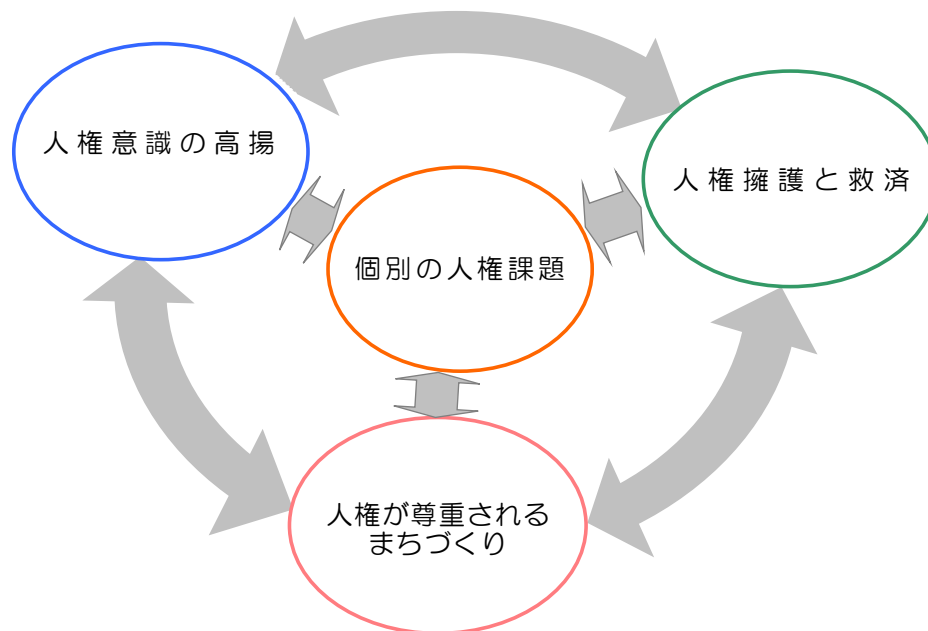 人権意識の高揚
人権擁護と救済
個別の人権課題
人権が尊重される
まちづくり